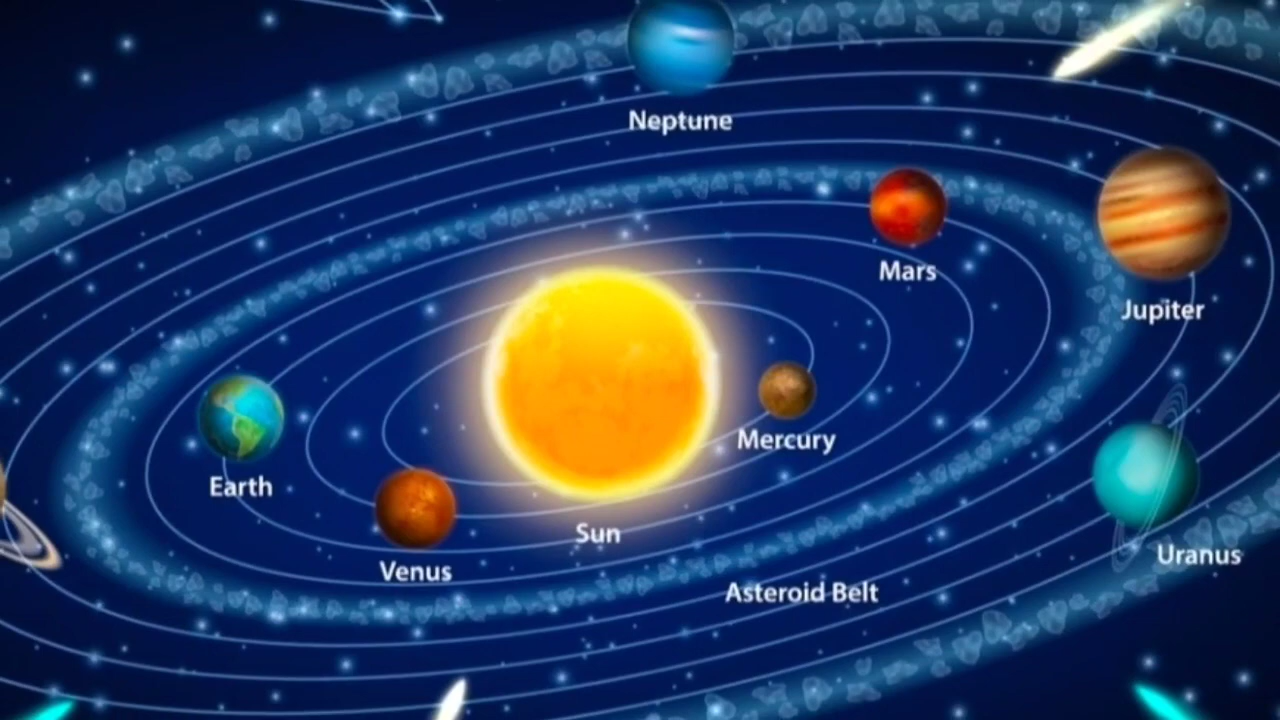 Neptune
Mars
Jupiter
Mercury
Earth
Sun
Uranus
Venus
Asteroid Belt